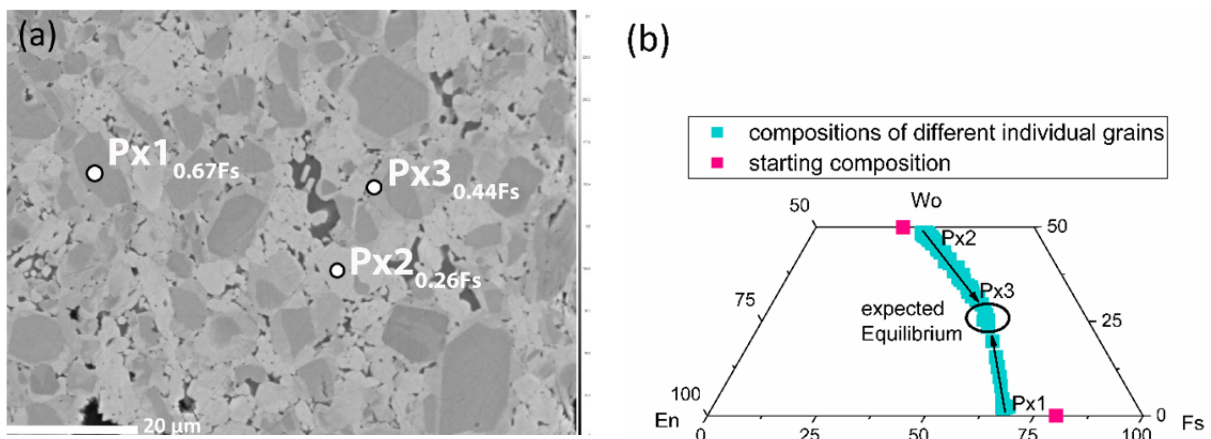 (a)
Px1 0.67Fs
Px3 0.44Fs
Px2 0.26Fs
20 µm
(b)
compositions of different individual grains
starting composition
Wo
50
50
Px2
75
Px3
expected
Equilibrium
25
100
Px1
0
En
Fs
0
25
50
75
100